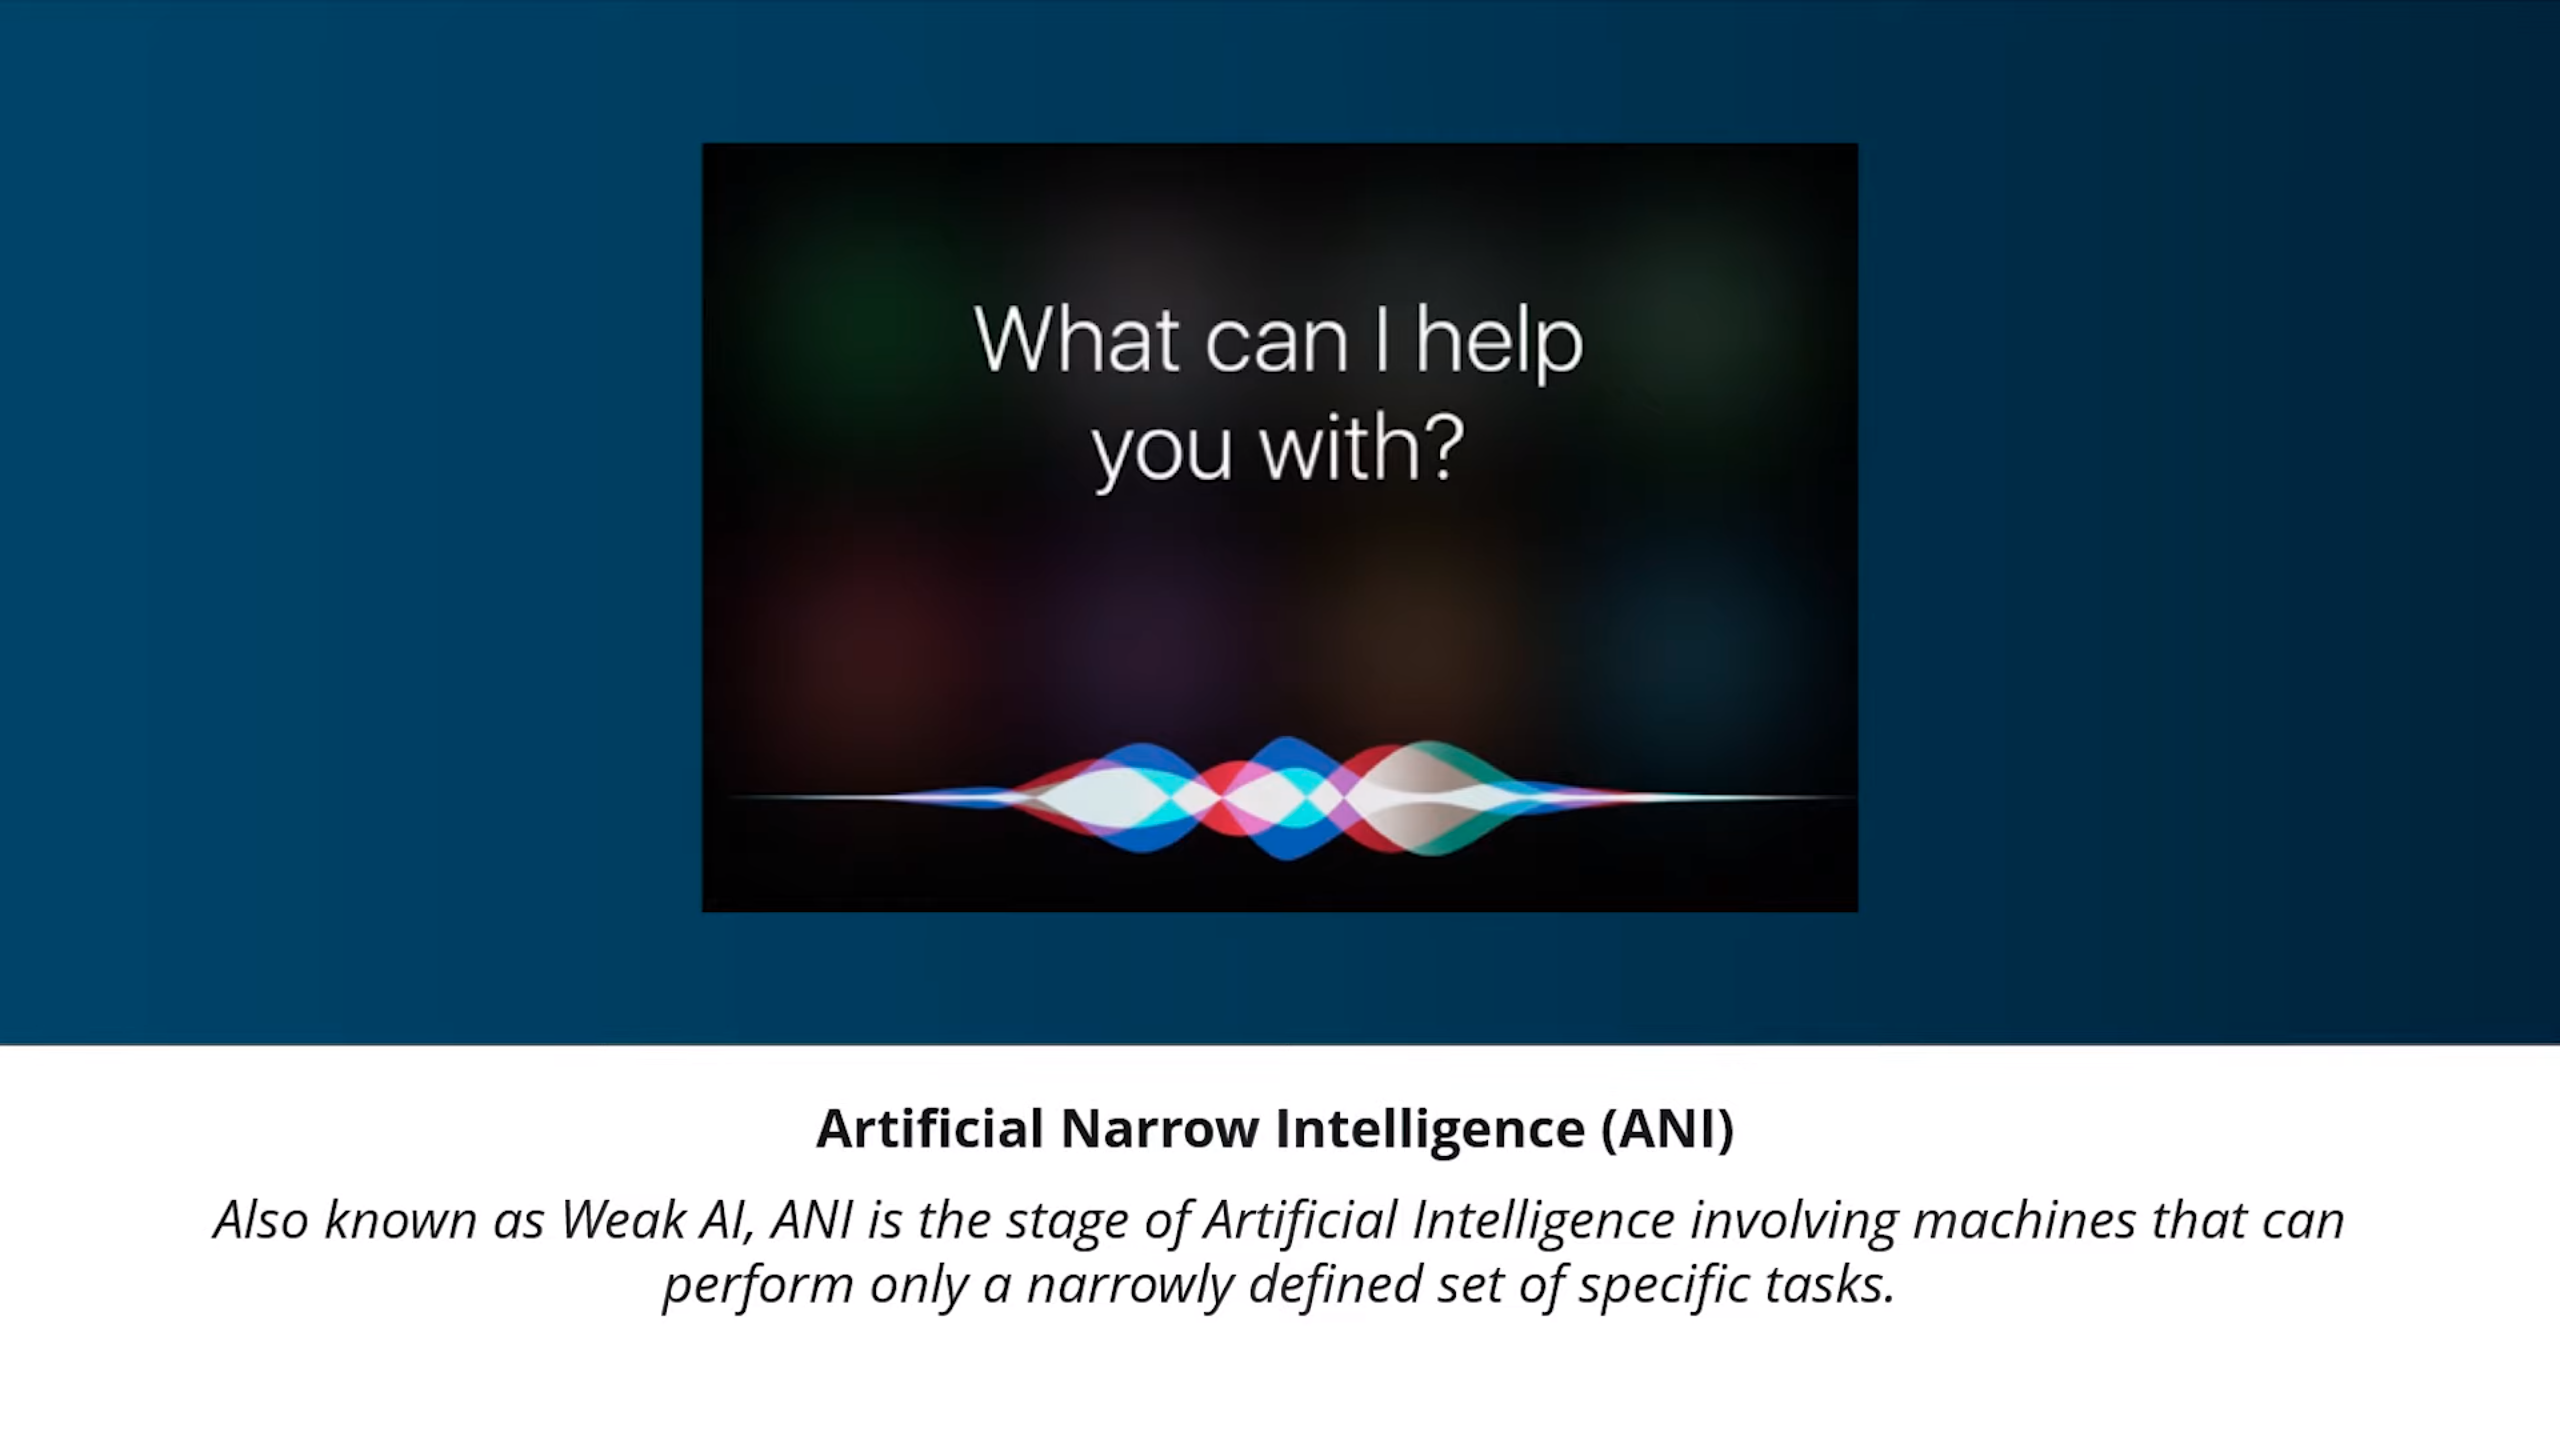 What can I help
you with?
Artificial Narrow Intelligence (ANI)
Also known as Weak AI, ANI is the stage of Artificial Intelligence involving machines that can
perform only a narrowly defined set of specific tasks.